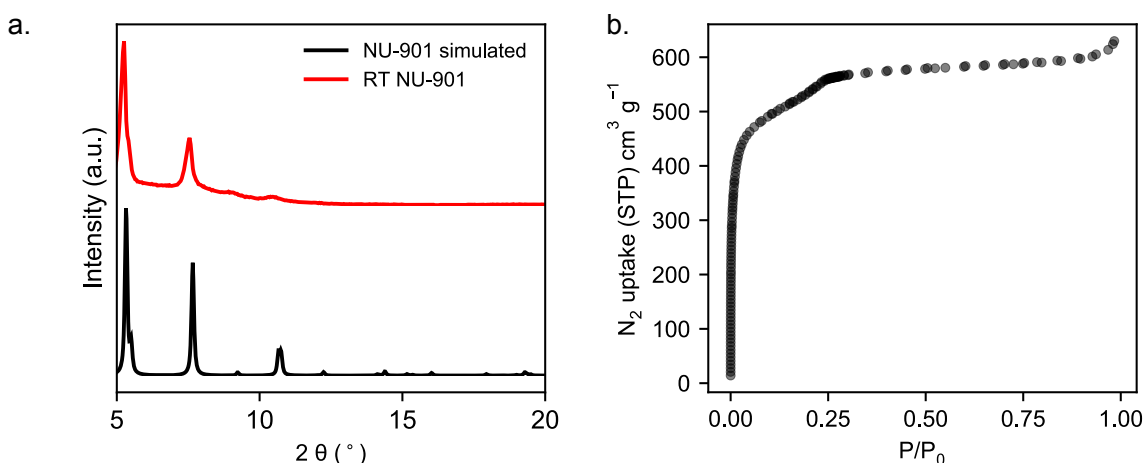 a.
NU-901 simulated
RT NU-901
Intensity (a.u.)
5
10
15
20
2 θ (°)
b.
600
500
400
300
200
100
0
N₂ uptake (STP) cm³ g⁻¹
0.00
0.25
0.50
0.75
1.00
P/P₀